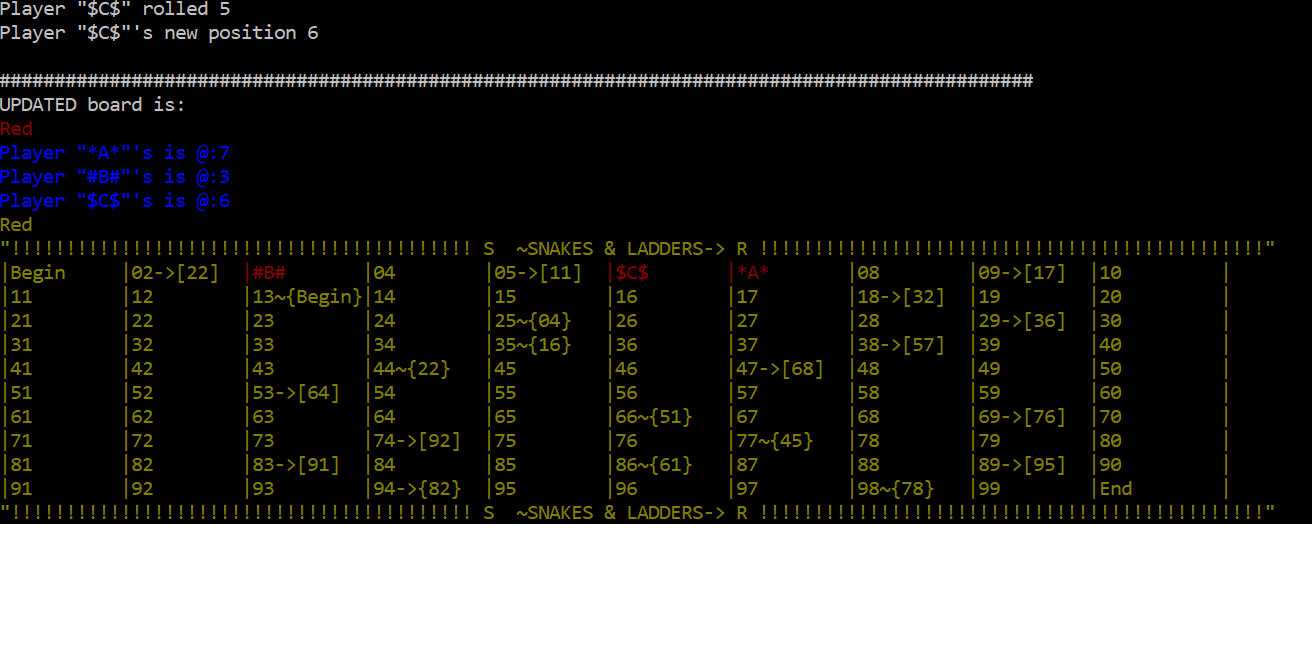 Player "$C$" rolled 5
Player "$C$"'s new position 6
##############################################################################################
UPDATED board is:
Red
Player "*A*"'s is @:7
Player "#B#"'s is @:3
Player "$C$"'s is @:6
Red
"!!!!!!!!!!!!!!!!!!!!!!!!!!!!!!!!!!!!!!!!!! S  ~SNAKES & LADDERS-> R !!!!!!!!!!!!!!!!!!!!!!!!!!!!!!!!!!!!!!!!!!!!!!"
|Begin     |02->[22]  |#B#       |04        |05->[11]  |$C$       |*A*       |08        |09->[17]  |10         |
|11        |12        |13~{Begin}|14        |15        |16        |17        |18->[32]  |19        |20         |
|21        |22        |23        |24        |25~{04}   |26        |27        |28        |29->[36]  |30         |
|31        |32        |33        |34        |35~{16}   |36        |37        |38->[57]  |39        |40         |
|41        |42        |43        |44~{22}   |45        |46        |47->[68]  |48        |49        |50         |
|51        |52        |53->[64]  |54        |55        |56        |57        |58        |59        |60         |
|61        |62        |63        |64        |65        |66~{51}   |67        |68        |69->[76]  |70         |
|71        |72        |73        |74->[92]  |75        |76        |77~{45}   |78        |79        |80         |
|81        |82        |83->[91]  |84        |85        |86~{61}   |87        |88        |89->[95]  |90         |
|91        |92        |93        |94->{82}  |95        |96        |97        |98~{78}   |99        |End        |
"!!!!!!!!!!!!!!!!!!!!!!!!!!!!!!!!!!!!!!!!!! S  ~SNAKES & LADDERS-> R !!!!!!!!!!!!!!!!!!!!!!!!!!!!!!!!!!!!!!!!!!!!!!"